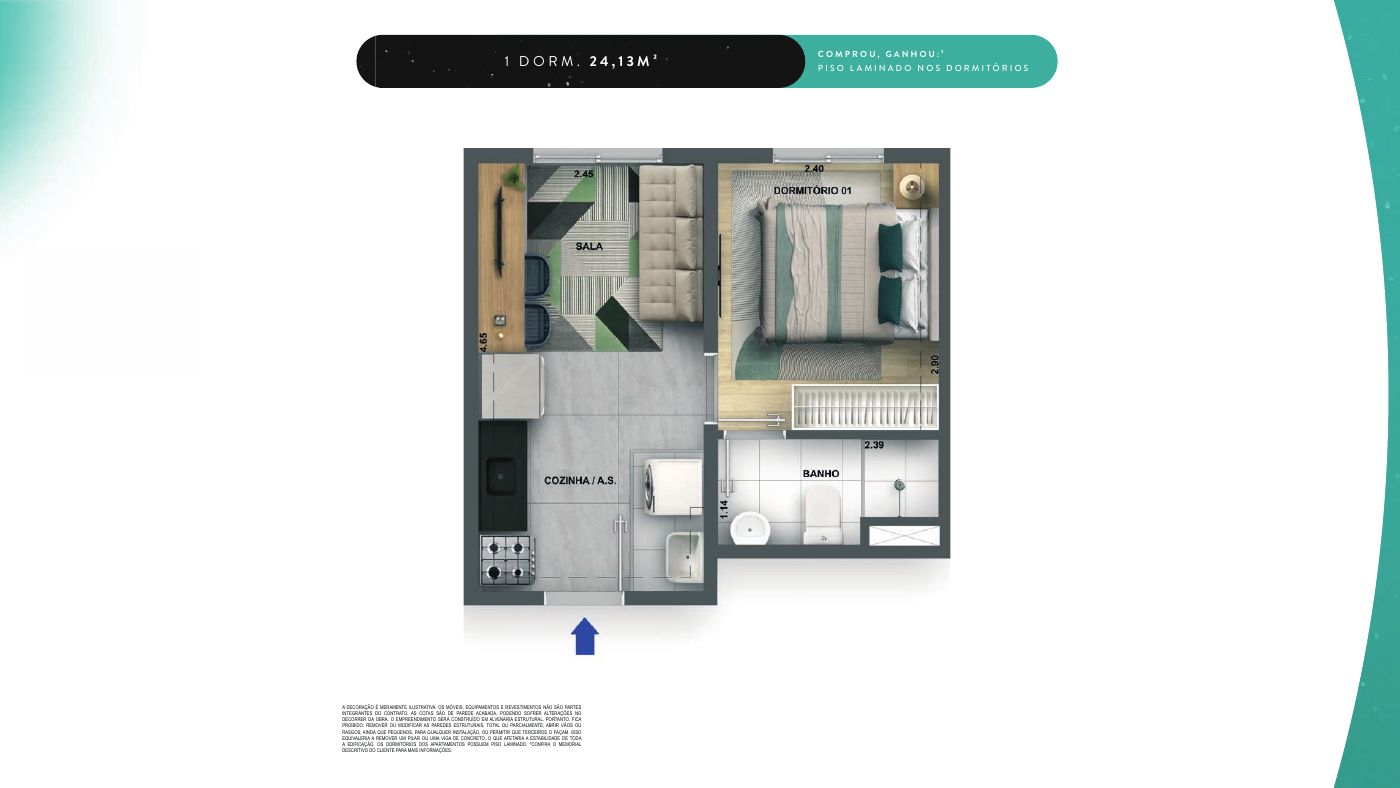 1 DORM. 24,13M²
COMPROU, GANHOU:¹
PISO LAMINADO NOS DORMITÓRIOS
2.45
2.40
DORMITÓRIO 01
SALA
4.65
2.90
2.39
BANHO
COZINHA / A.S.
1.14
A DECORAÇÃO É MERAMENTE ILUSTRATIVA, OS MÓVEIS, EQUIPAMENTOS E REVESTIMENTOS NÃO SÃO PARTES
INTEGRANTES DO CONTRATO, AS COTAS SÃO DE PAREDE ACABADA, PODENDO SOFRER ALTERAÇÕES NO
DECORRER DA OBRA. O EMPREENDIMENTO SERÁ CONSTRUÍDO EM ALVENARIA ESTRUTURAL, PORTANTO, FICA
PROIBIDO: REMOVER OU MODIFICAR AS PAREDES ESTRUTURAIS, TOTAL OU PARCIALMENTE; ABRIR VÃOS OU
RASGOS, AINDA QUE PEQUENOS, PARA QUALQUER INSTALAÇÃO, OU PERMITIR QUE TERCEIROS O FAÇAM. ISSO
EQUIVALERIA A REMOVER UM PILAR OU UMA VIGA DE CONCRETO, O QUE AFETARIA A ESTABILIDADE DE TODA
A EDIFICAÇÃO. OS DORMITÓRIOS DOS APARTAMENTOS POSSUEM PISO LAMINADO. ¹CONFIRA O MEMORIAL
DESCRITIVO DO CLIENTE PARA MAIS INFORMAÇÕES.